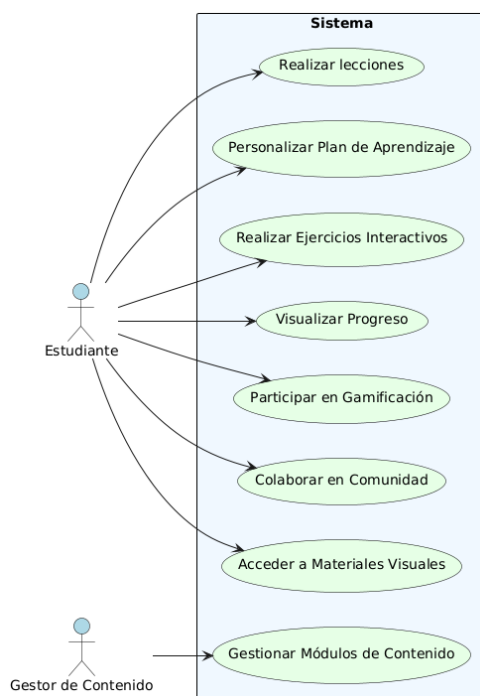 Sistema
Realizar lecciones
Personalizar Plan de Aprendizaje
Realizar Ejercicios Interactivos
Visualizar Progreso
Estudiante
Participar en Gamificación
Colaborar en Comunidad
Acceder a Materiales Visuales
Gestionar Módulos de Contenido
Gestor de Contenido